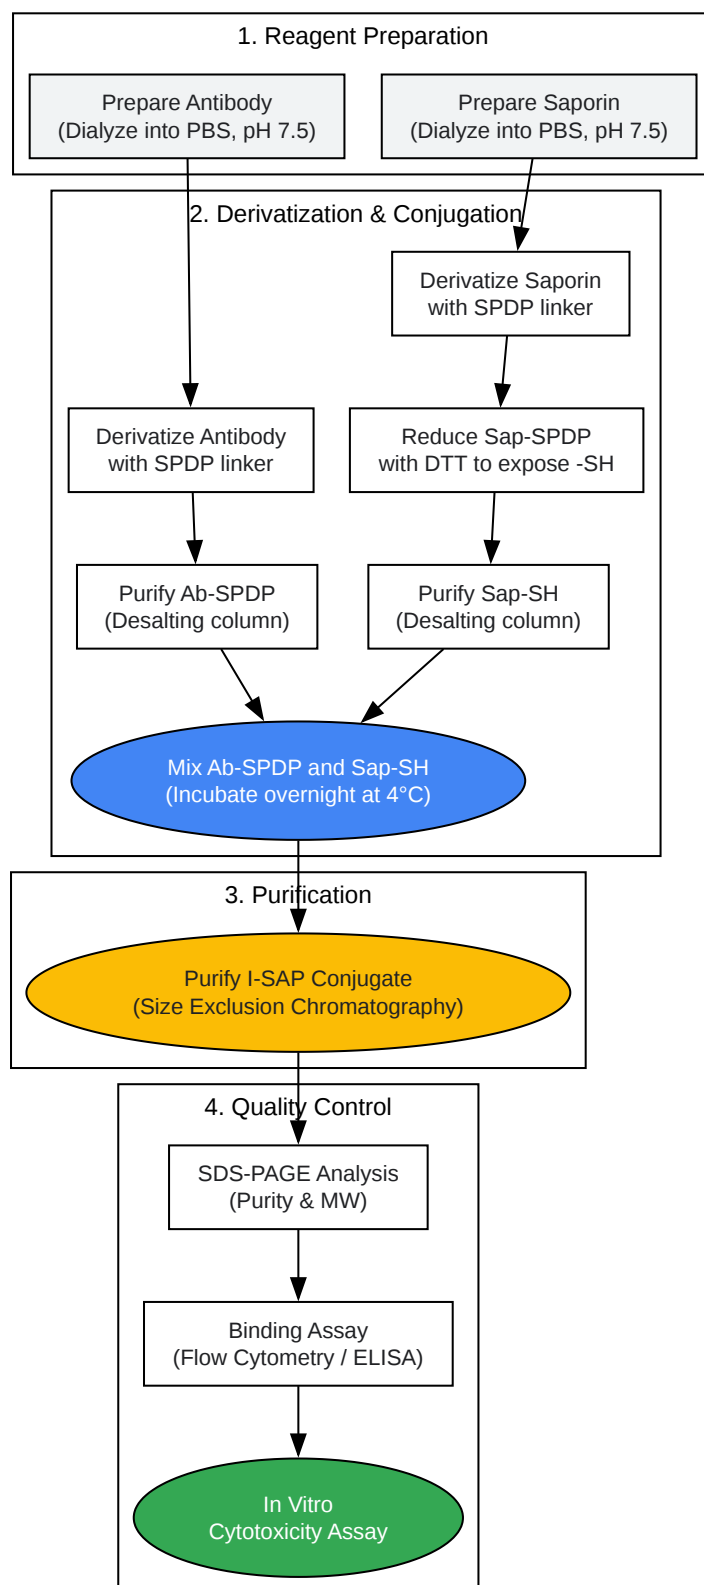 1. Reagent Preparation
Prepare Antibody
(Dialyze into PBS, pH 7.5)
Prepare Saporin
(Dialyze into PBS, pH 7.5)
2. Derivatization & Conjugation
Derivatize Saporin
with SPDP linker
Derivatize Antibody
with SPDP linker
Reduce Sap-SPDP
with DTT to expose -SH
Purify Ab-SPDP
(Desalting column)
Purify Sap-SH
(Desalting column)
Mix Ab-SPDP and Sap-SH
(Incubate overnight at 4°C)
3. Purification
Purify I-SAP Conjugate
(Size Exclusion Chromatography)
4. Quality Control
SDS-PAGE Analysis
(Purity & MW)
Binding Assay
(Flow Cytometry / ELISA)
In Vitro
Cytotoxicity Assay